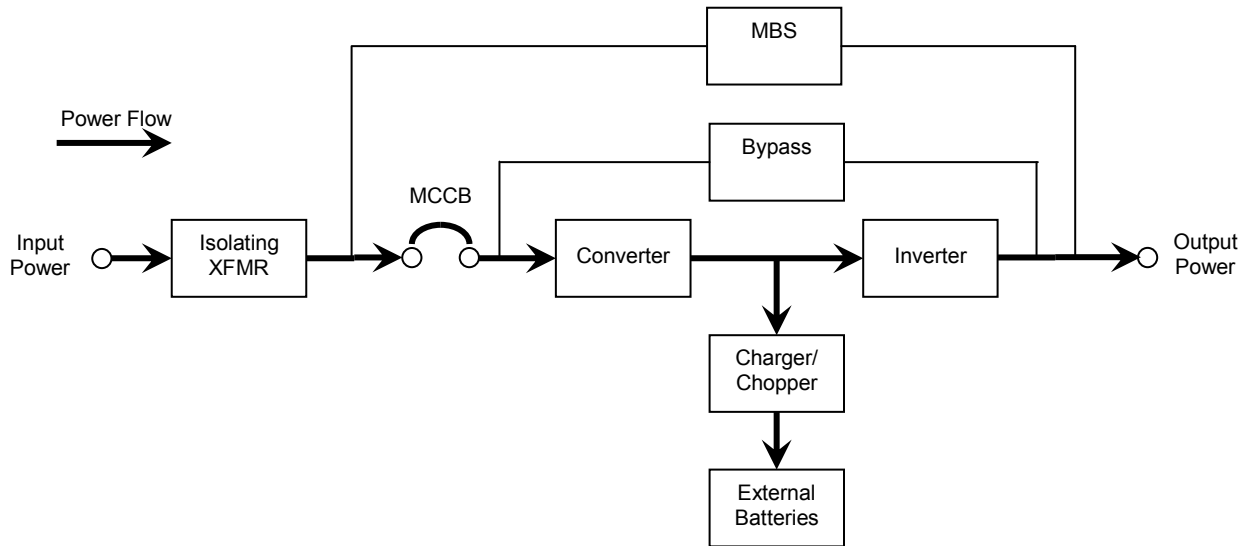 MBS
Power Flow
Bypass
MCCB
Input
Power
Isolating
XFMR
Converter
Inverter
Output
Power
Charger/
Chopper
External
Batteries